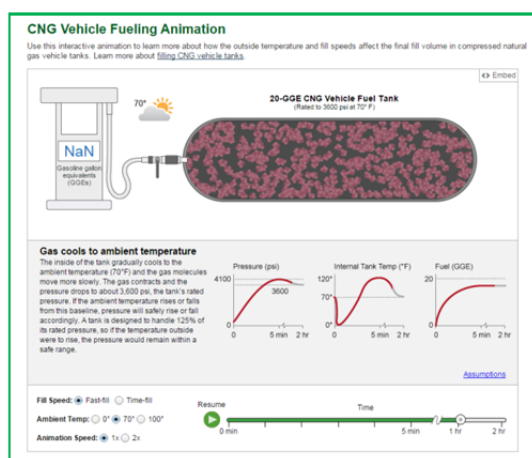 CNG Vehicle Fueling Animation
Use this interactive animation to learn more about how the outside temperature and fill speeds affect the final fill volume in compressed natural
gas vehicle tanks. Learn more about filling CNG vehicle tanks.
Embed
70°
20-GGE CNG Vehicle Fuel Tank
(Rated to 3600 psi at 70° F)
NaN
Gasoline gallon
equivalents
(GGEs)
Gas cools to ambient temperature
The inside of the tank gradually cools to the
ambient temperature (70°F) and the gas molecules
move more slowly. The gas contracts and the
pressure drops to about 3,600 psi, the tank's rated
pressure. If the ambient temperature rises or falls
from this baseline, pressure will safely rise or fall
accordingly. A tank is designed to handle 125% of
its rated pressure, so if the temperature outside
were to rise, the pressure would remain within a
safe range.
Pressure (psi)
4100
3600
0
0 5 min 2 hr
Internal Tank Temp (°F)
120°
70°
0°
0 5 min 2 hr
Fuel (GGE)
20
0
0 5 min 2 hr
Assumptions
Fill Speed: Fast-fill Time-fill
Ambient Temp: 0° 70° 100°
Animation Speed: 1x 2x
Resume
Time
0 min 5 min 1 hr 2 hr